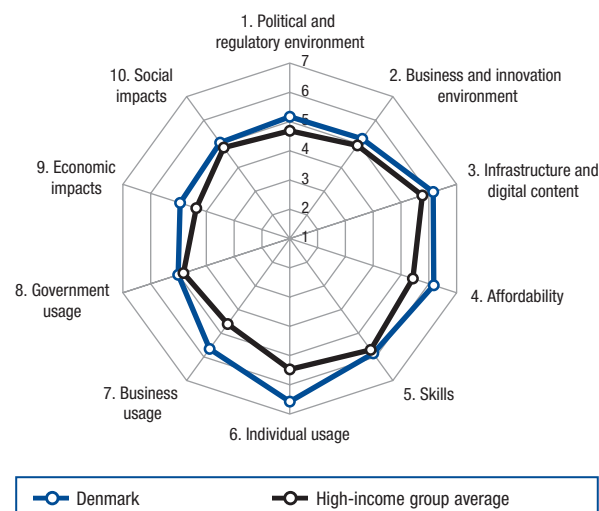 1. Political and
regulatory environment
2. Business and innovation
environment
3. Infrastructure and
digital content
4. Affordability
5. Skills
6. Individual usage
7. Business
usage
8. Government
usage
9. Economic
impacts
10. Social
impacts
7
6
5
4
3
2
1
Denmark
High-income group average